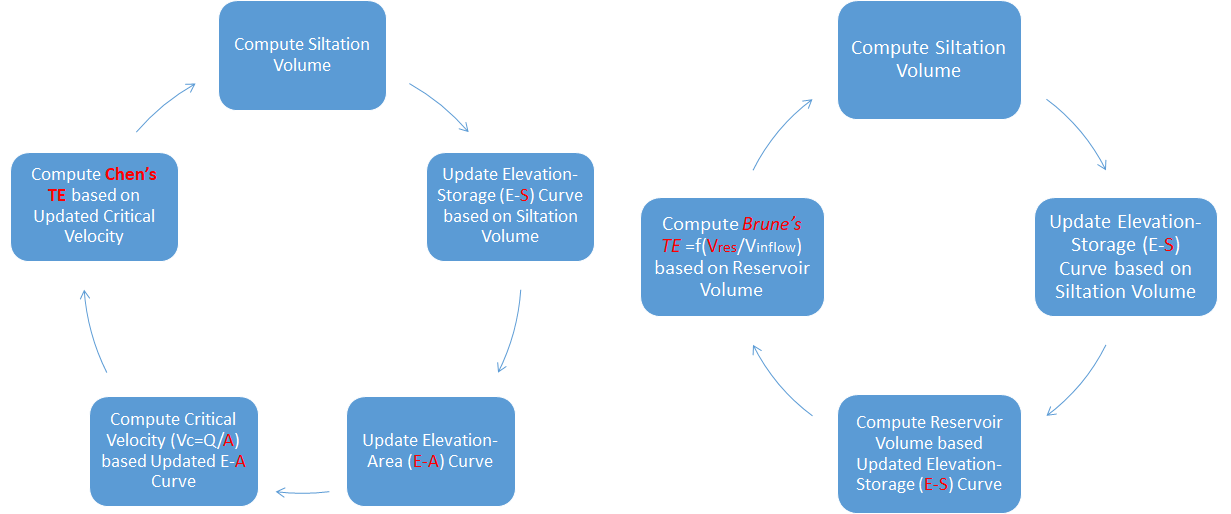 Compute Siltation
Volume
Update Elevation-
Storage (E-S) Curve
based on Siltation
Volume
Update Elevation-
Area (E-A) Curve
Compute Critical
Velocity (Vc=Q/A)
based Updated E-A
Curve
Compute Chen's
TE based on
Updated Critical
Velocity
Compute Siltation
Volume
Update Elevation-
Storage (E-S)
Curve based on
Siltation Volume
Compute Reservoir
Volume based
Updated Elevation-
Storage (E-S) Curve
Compute Brune's
TE =f(Vres/Vinflow)
based on Reservoir
Volume